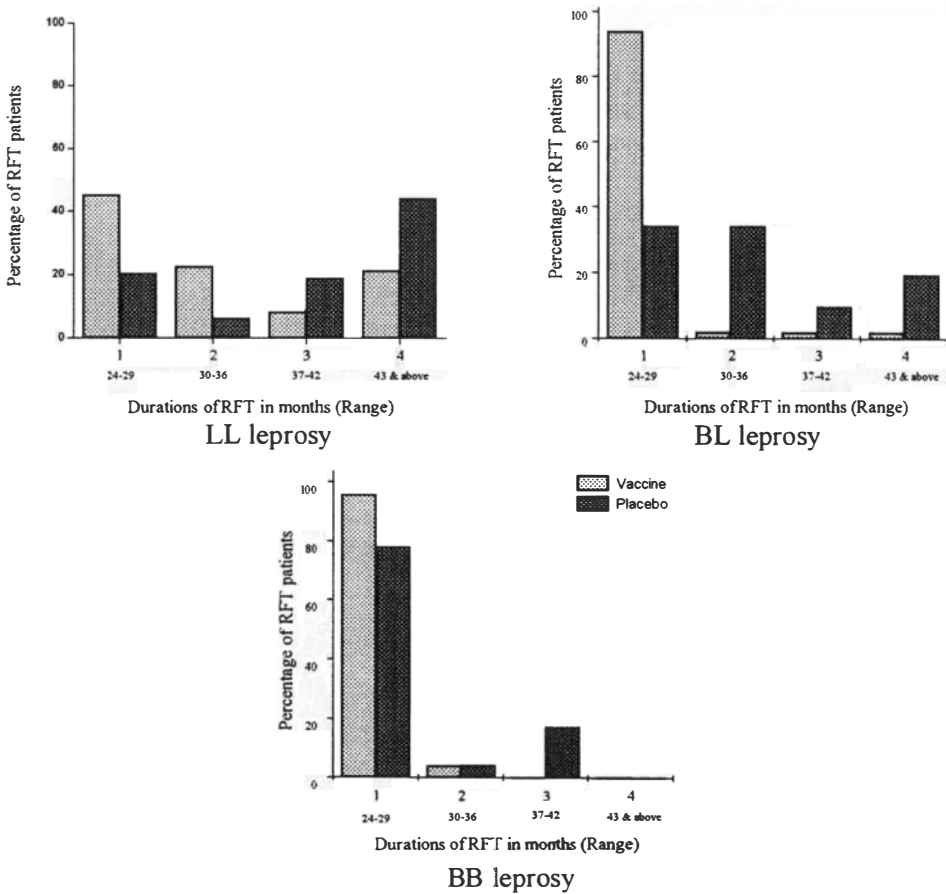 100
80
60
40
20
0
Percentage of RFT patients
1 2 3 4
24-29 30-36 37-42 43 & above
Durations of RFT in months (Range)
LL leprosy
100
80
60
40
20
0
Percentage of RFT patients
1 2 3 4
24-29 30-36 37-42 43 & above
Durations of RFT in months (Range)
BL leprosy
100
80
60
40
20
0
Percentage of RFT patients
Vaccine
Placebo
1 2 3 4
24-29 30-36 37-42 43 & above
Durations of RFT in months (Range)
BB leprosy